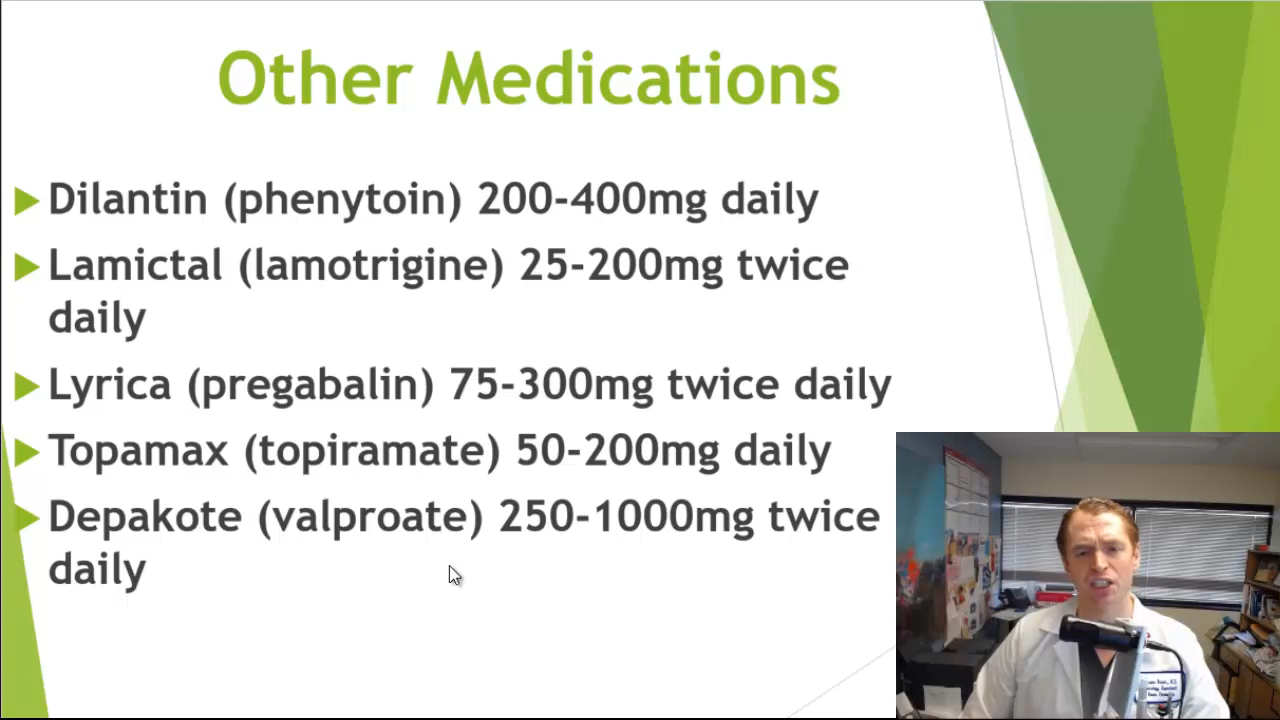 Other Medications
Dilantin (phenytoin) 200-400mg daily
Lamictal (lamotrigine) 25-200mg twice
daily
Lyrica (pregabalin) 75-300mg twice daily
Topamax (topiramate) 50-200mg daily
Depakote (valproate) 250-1000mg twice
daily